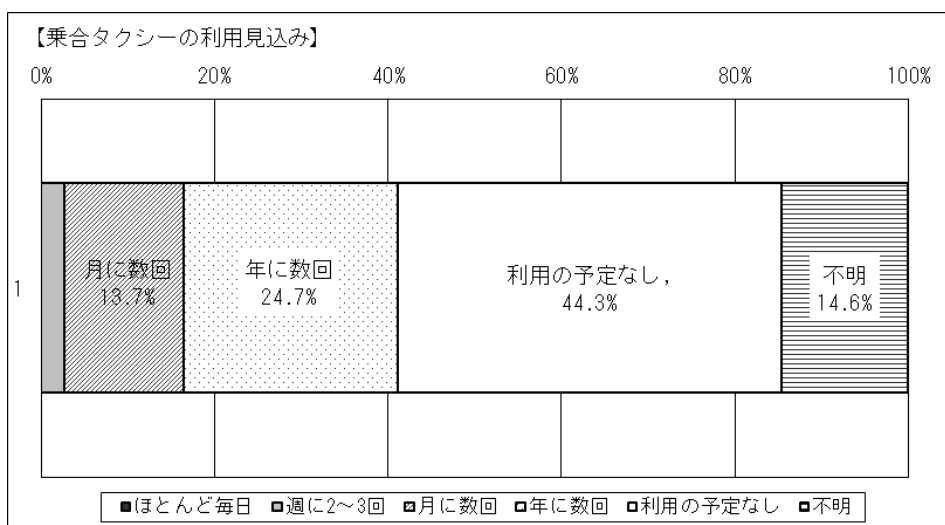 【乗合タクシーの利用見込み】
0% 20% 40% 60% 80% 100%
1
月に数回
13.7%
年に数回
24.7%
利用の予定なし,
44.3%
不明
14.6%
■ほとんど毎日 ■週に2～3回 ■月に数回 ■年に数回 ■利用の予定なし ■不明